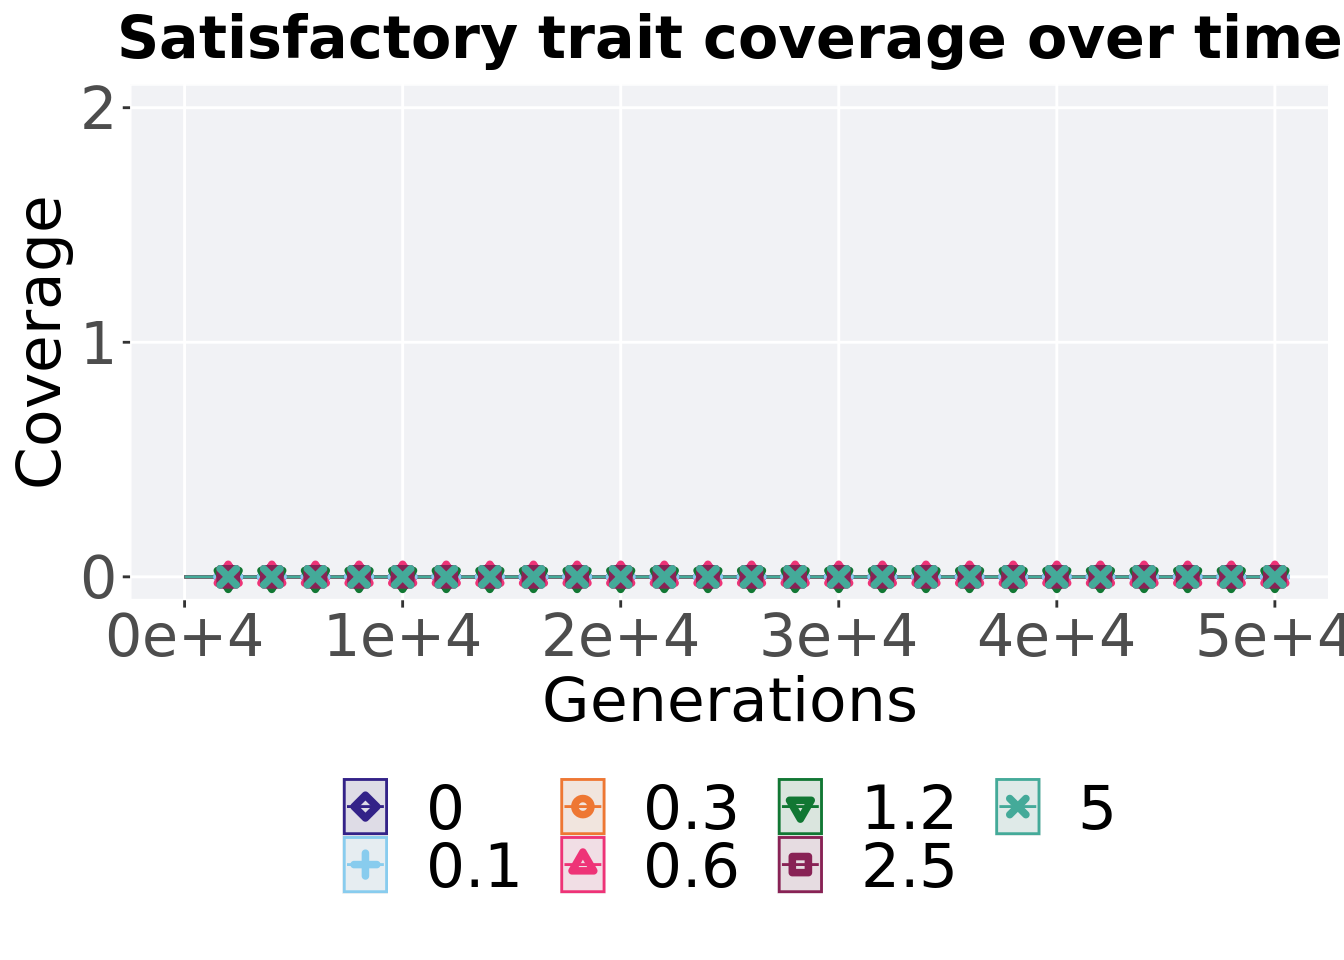 Satisfactory trait coverage over time
2
1
0
Coverage
0e+4 1e+4 2e+4 3e+4 4e+4 5e+4
Generations
0 0.3 1.2 5
0.1 0.6 2.5